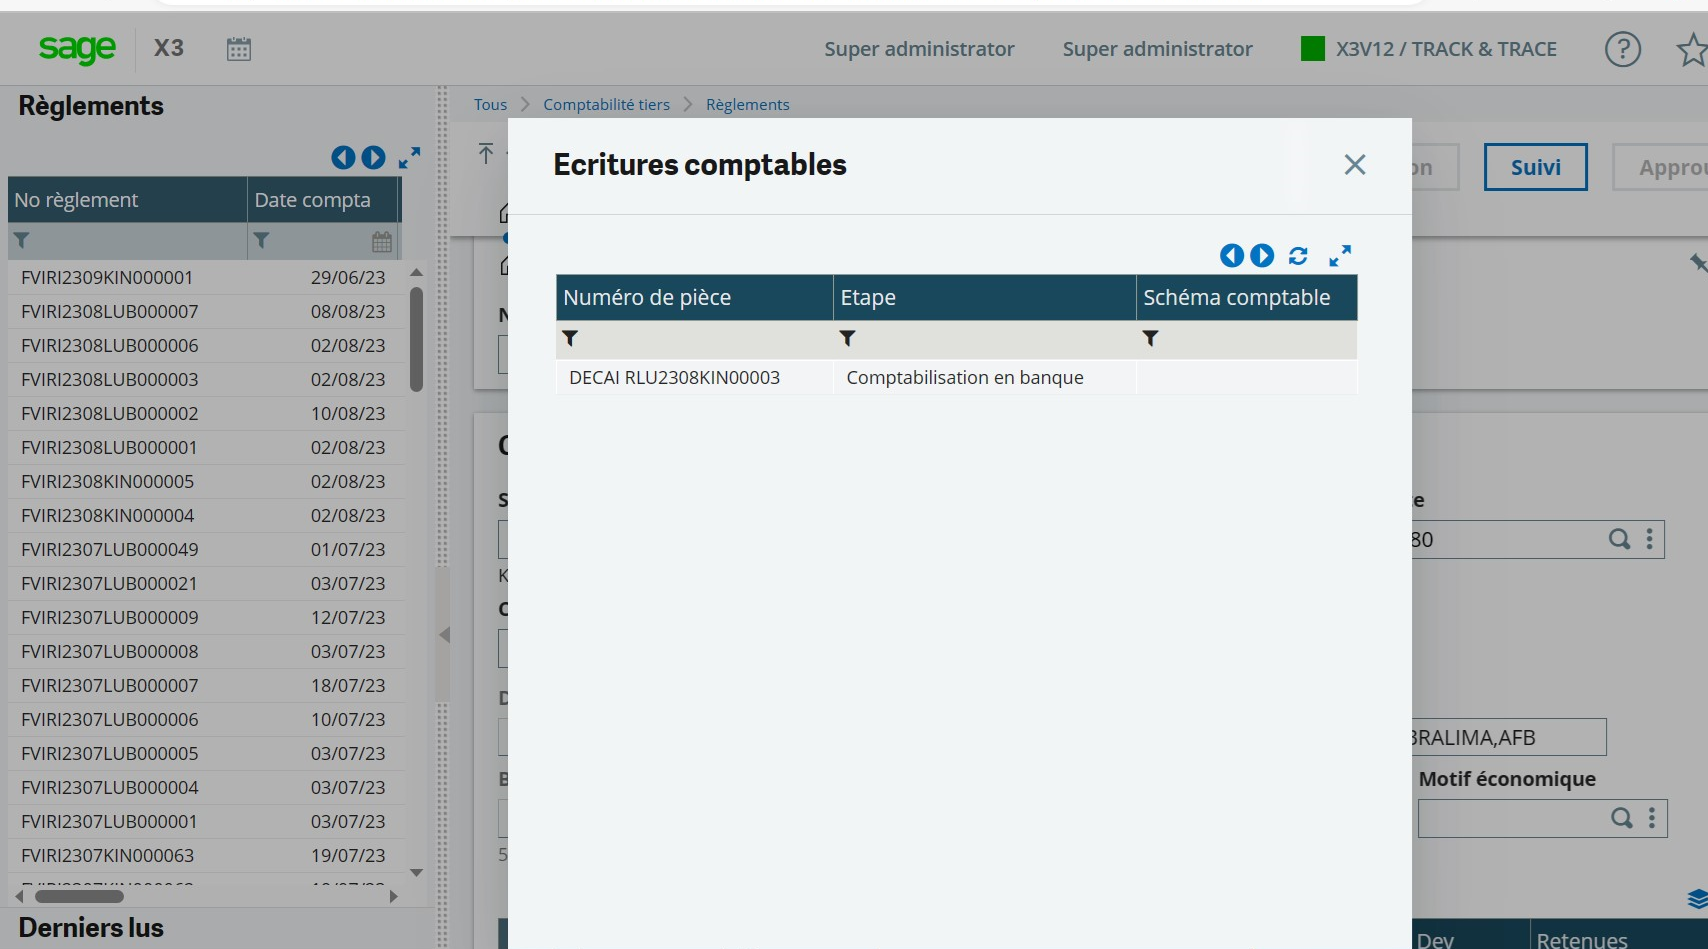 sage X3
Super administrator
Super administrator
X3V12 / TRACK & TRACE
Règlements
Tous
Comptabilité tiers
Règlements
Suivi
Ecritures comptables
No règlement
Date compta
FVIRI2309KIN000001 29/06/23
FVIRI2308LUB000007 08/08/23
FVIRI2308LUB000006 02/08/23
FVIRI2308LUB000003 02/08/23
FVIRI2308LUB000002 10/08/23
FVIRI2308LUB000001 02/08/23
FVIRI2308KIN000005 02/08/23
FVIRI2308KIN000004 02/08/23
FVIRI2307LUB000049 01/07/23
FVIRI2307LUB000021 03/07/23
FVIRI2307LUB000009 12/07/23
FVIRI2307LUB000008 03/07/23
FVIRI2307LUB000007 18/07/23
FVIRI2307LUB000006 10/07/23
FVIRI2307LUB000005 03/07/23
FVIRI2307LUB000004 03/07/23
FVIRI2307LUB000001 03/07/23
FVIRI2307KIN000063 19/07/23
Derniers lus
Numéro de pièce
Etape
Schéma comptable
DECAI RLU2308KIN00003
Comptabilisation en banque
80
BRALIMA,AFB
Motif économique
Dev
Retenues